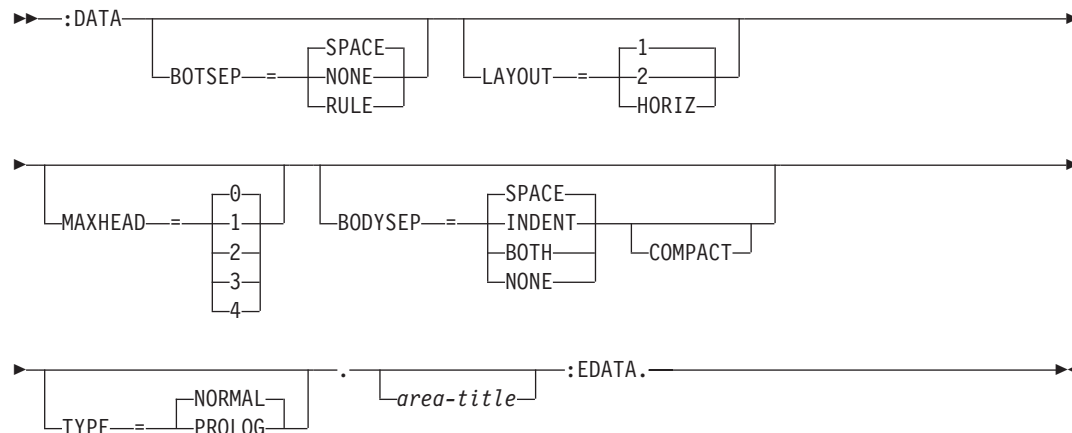 :DATA
SPACE
BOTSEP = NONE
RULE
1
LAYOUT = 2
HORIZ
0
MAXHEAD = 1
2
3
4
SPACE
BODYSEP = INDENT
BOTH
NONE
COMPACT
.
area-title
:EDATA.
NORMAL
TYPE = PROLOG